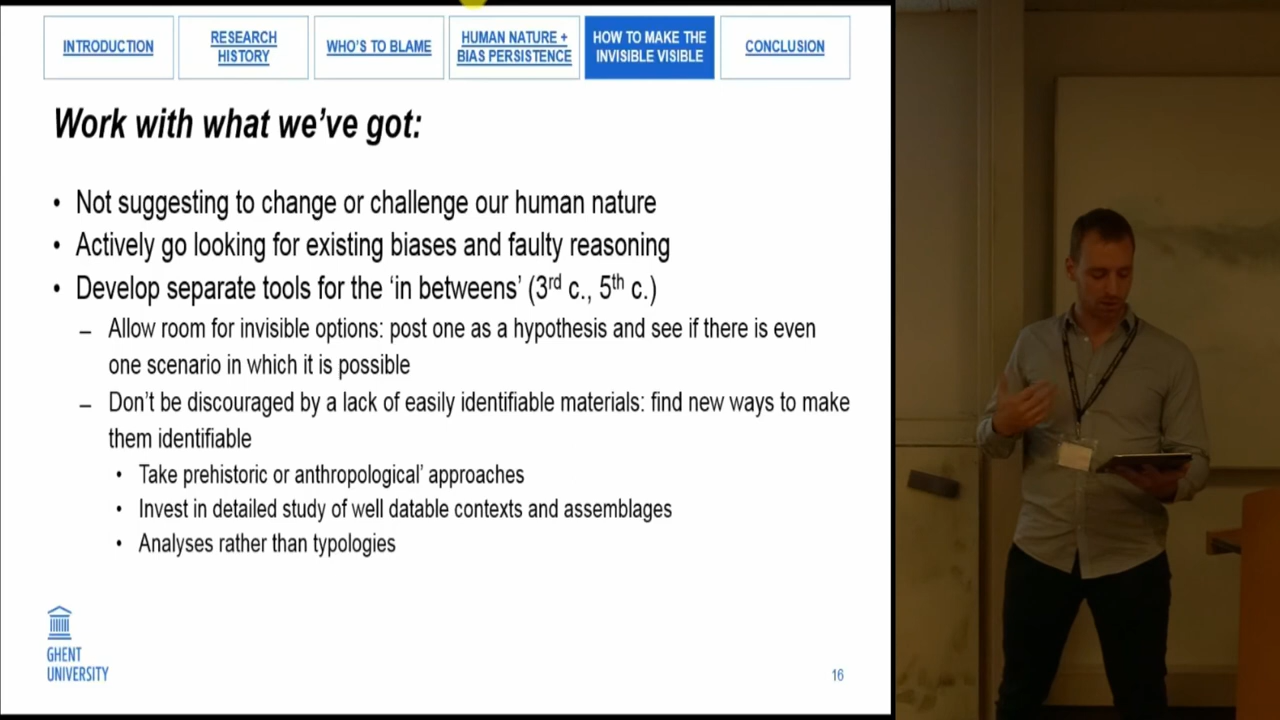 INTRODUCTION
RESEARCH
HISTORY
WHO'S TO BLAME
HUMAN NATURE +
BIAS PERSISTENCE
HOW TO MAKE THE
INVISIBLE VISIBLE
CONCLUSION
Work with what we've got:
• Not suggesting to change or challenge our human nature
• Actively go looking for existing biases and faulty reasoning
• Develop separate tools for the 'in betweens' (3rd c., 5th c.)
– Allow room for invisible options: post one as a hypothesis and see if there is even
one scenario in which it is possible
– Don't be discouraged by a lack of easily identifiable materials: find new ways to make
them identifiable
• Take prehistoric or anthropological' approaches
• Invest in detailed study of well datable contexts and assemblages
• Analyses rather than typologies
GHENT
UNIVERSITY
16